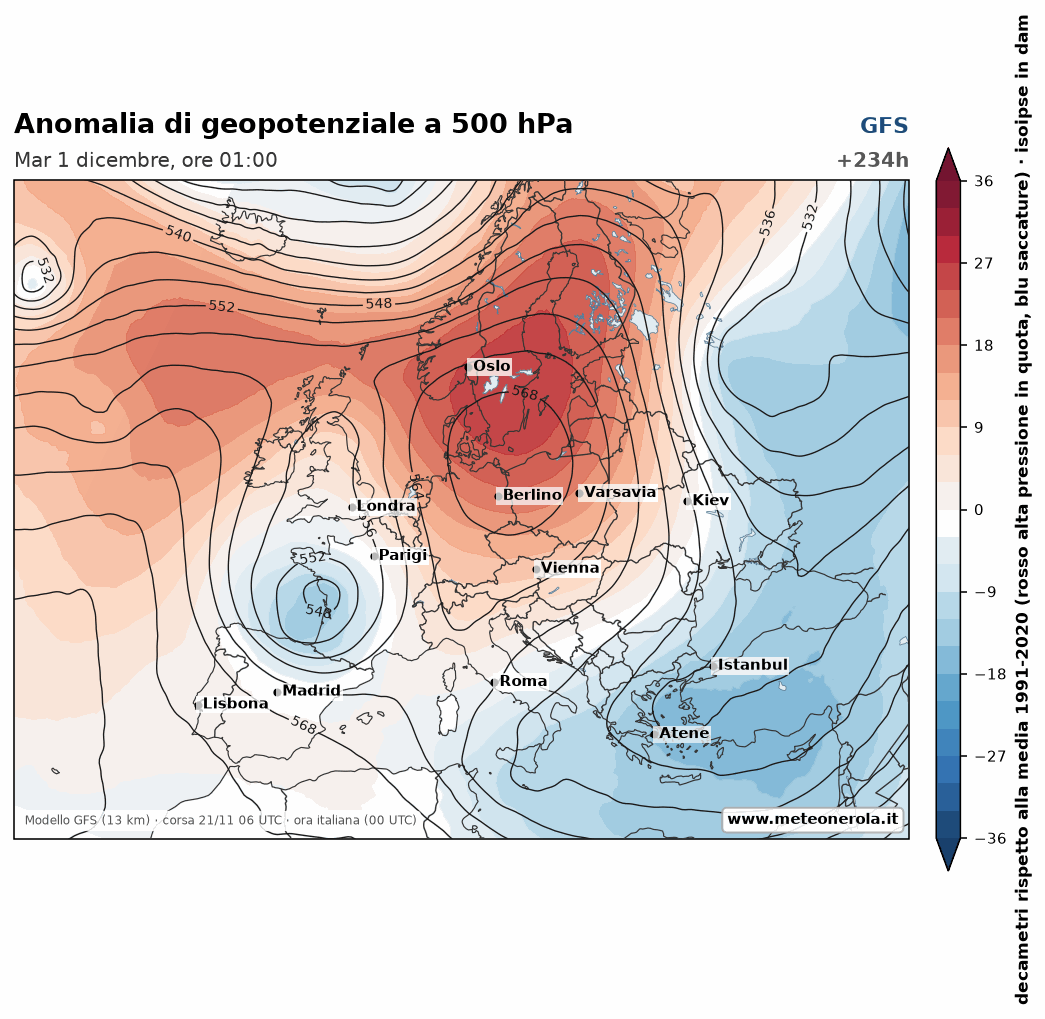 Anomalia di geopotenziale a 500 hPa
GFS
Mar 1 dicembre, ore 01:00
+234h
540
532
552
548
536
532
568
Oslo
Berlino
Varsavia
Kiev
Londra
564
556
Parigi
552
Vienna
548
Istanbul
Roma
Madrid
Lisbona
568
Atene
Modello GFS (13 km) · corsa 21/11 06 UTC · ora italiana (00 UTC)
www.meteonerola.it
36
27
18
9
0
−9
−18
−27
−36
decametri rispetto alla media 1991-2020 (rosso alta pressione in quota, blu saccature) · isoipse in dam